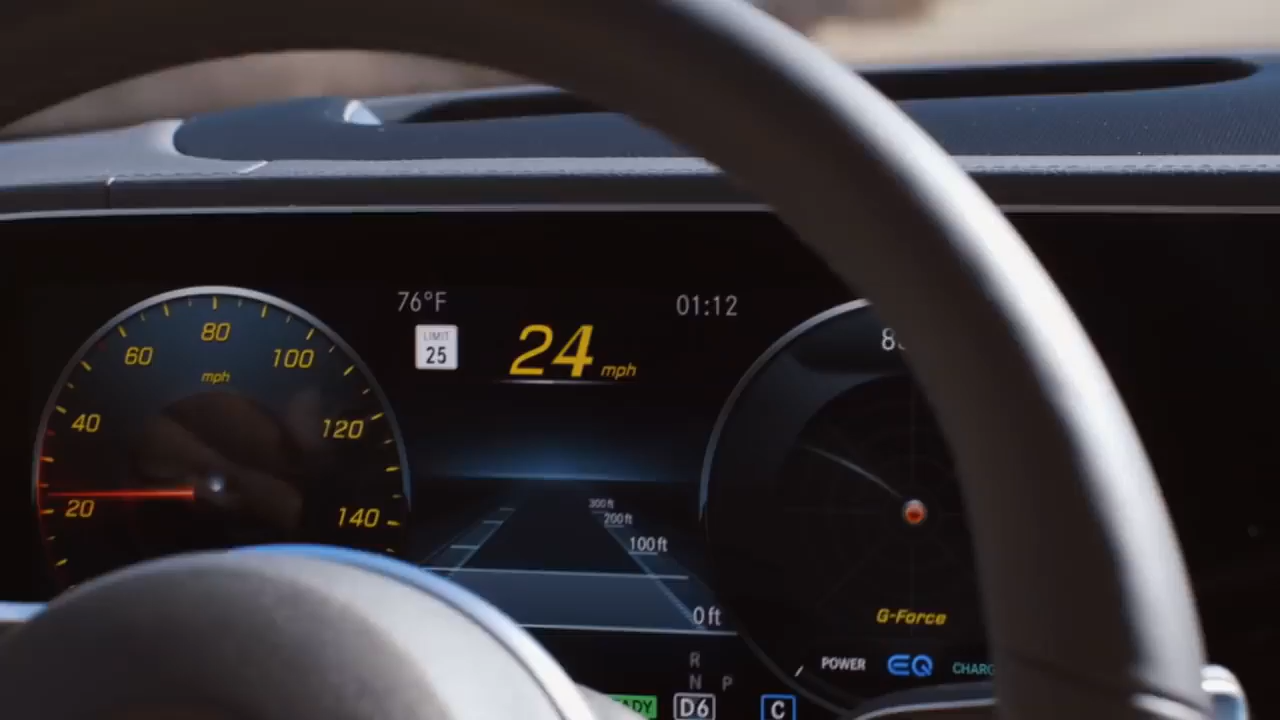 76°F
01:12
LIMIT
25
24 mph
80
60
100
mph
40
120
20
140
300 ft
200 ft
100 ft
0 ft
G-Force
POWER
EQ
R
N
P
D6
C